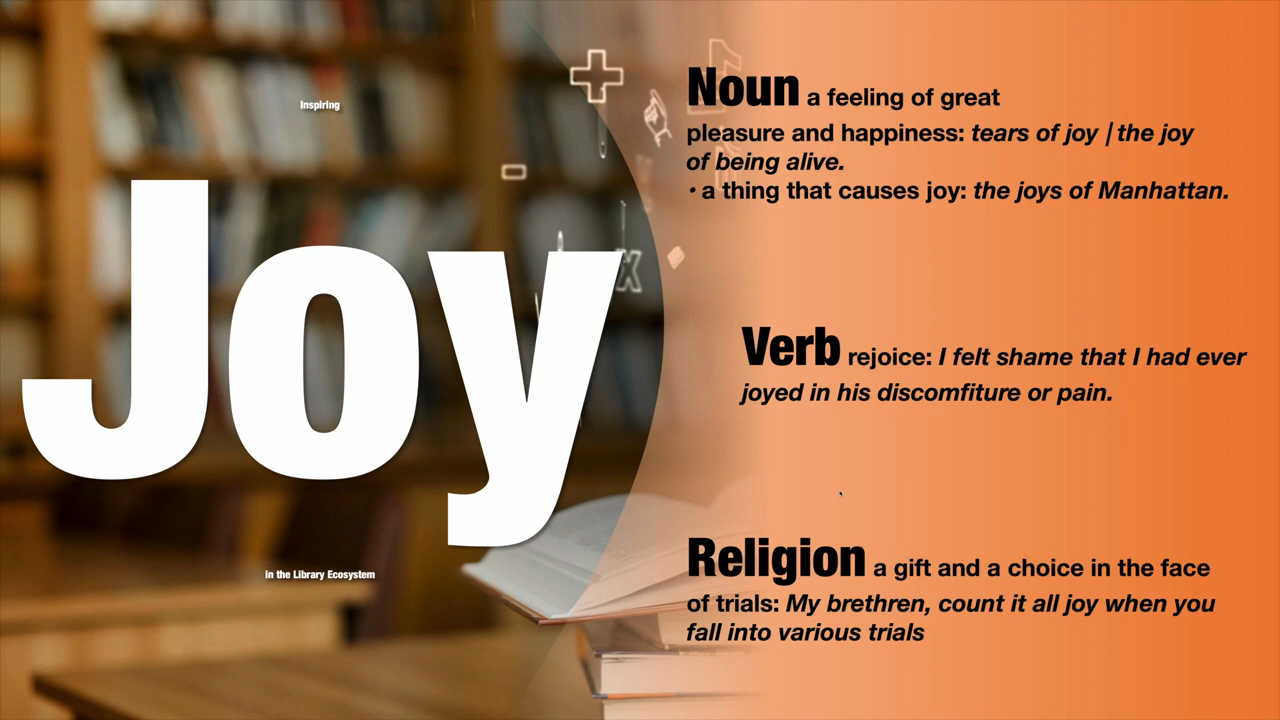 Inspiring
Joy
in the Library Ecosystem
Noun a feeling of great
pleasure and happiness: tears of joy | the joy
of being alive.
• a thing that causes joy: the joys of Manhattan.
Verb rejoice: I felt shame that I had ever
joyed in his discomfiture or pain.
Religion a gift and a choice in the face
of trials: My brethren, count it all joy when you
fall into various trials